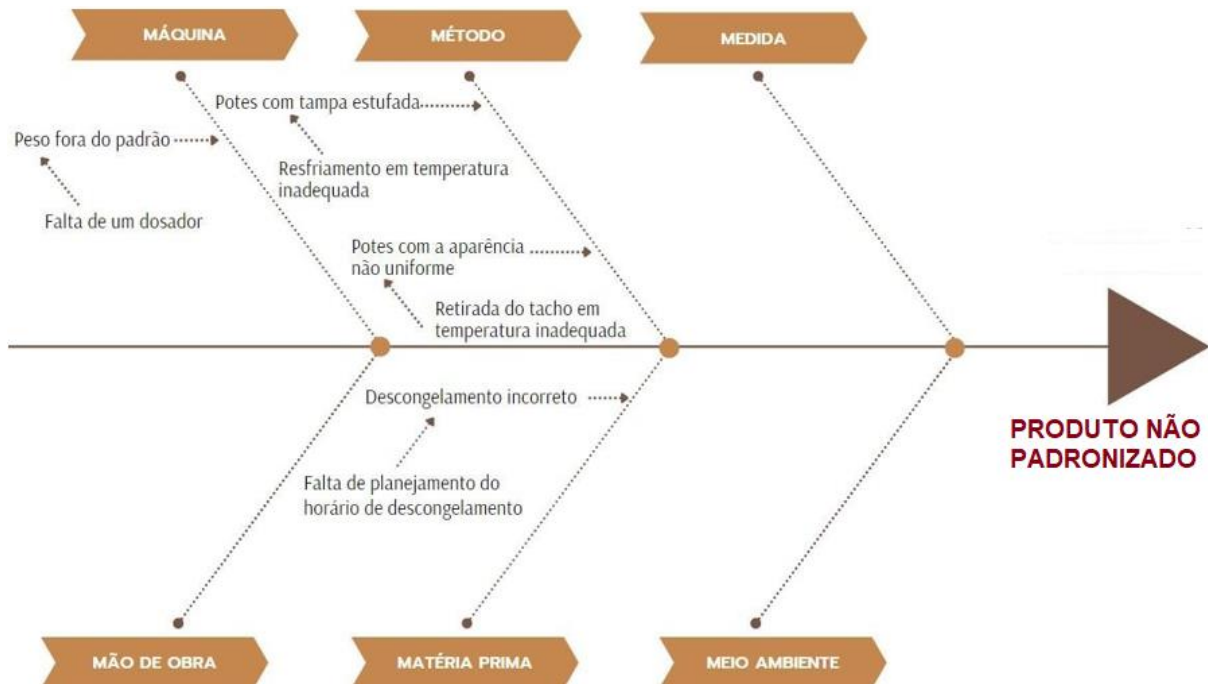 MÁQUINA
MÉTODO
MEDIDA
Potes com tampa estufada
Peso fora do padrão
Resfriamento em temperatura
inadequada
Falta de um dosador
Potes com a aparência
não uniforme
Retirada do tacho em
temperatura inadequada
Descongelamento incorreto
PRODUTO NÃO
PADRONIZADO
Falta de planejamento do
horário de descongelamento
MÃO DE OBRA
MATÉRIA PRIMA
MEIO AMBIENTE